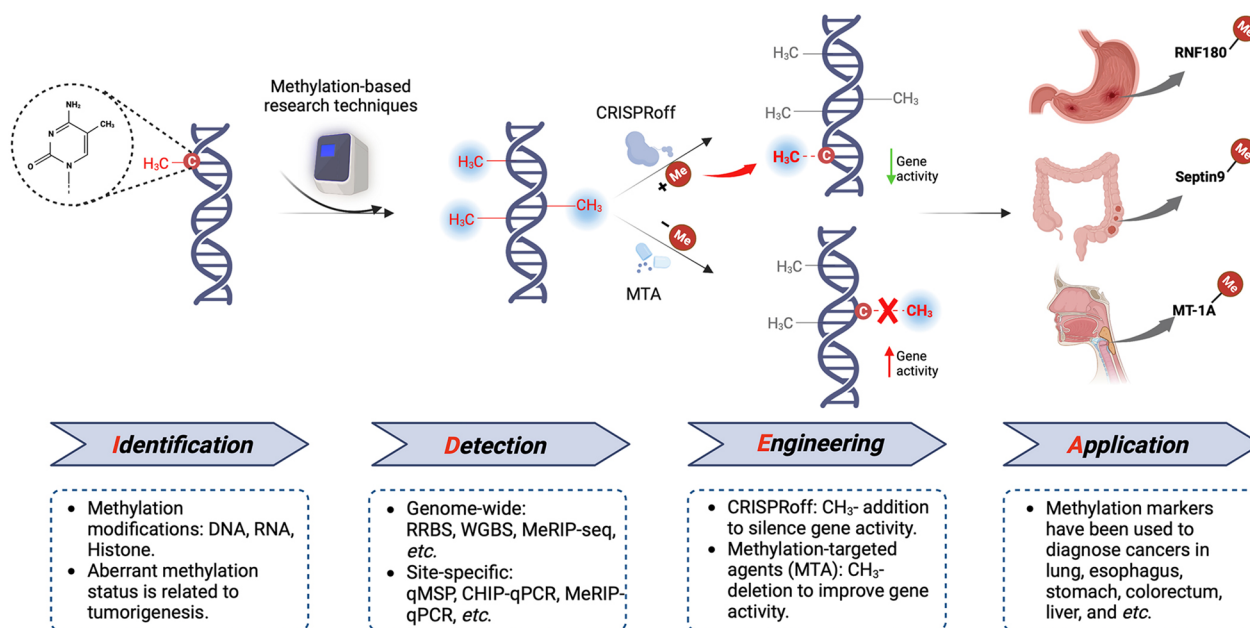 NH₂
CH₃
N
O
N
H₃C
C
Methylation-based
research techniques
H₃C
H₃C
CH₃
CRISPRoff
+
Me
-
Me
MTA
H₃C
CH₃
H₃C
H₃C
C
Gene
activity
H₃C
C
X
CH₃
H₃C
Gene
activity
RNF180
Me
Septin9
Me
MT-1A
Me
Identification
Detection
Engineering
Application
• Methylation
modifications: DNA, RNA,
Histone.
• Aberrant methylation
status is related to
tumorigenesis.
• Genome-wide:
RRBS, WGBS, MeRIP-seq,
etc.
• Site-specific:
qMSP, CHIP-qPCR, MeRIP-
qPCR, etc.
• CRISPRoff: CH₃- addition
to silence gene activity.
• Methylation-targeted
agents (MTA): CH₃-
deletion to improve gene
activity.
• Methylation markers
have been used to
diagnose cancers in
lung, esophagus,
stomach, colorectum,
liver, and etc.